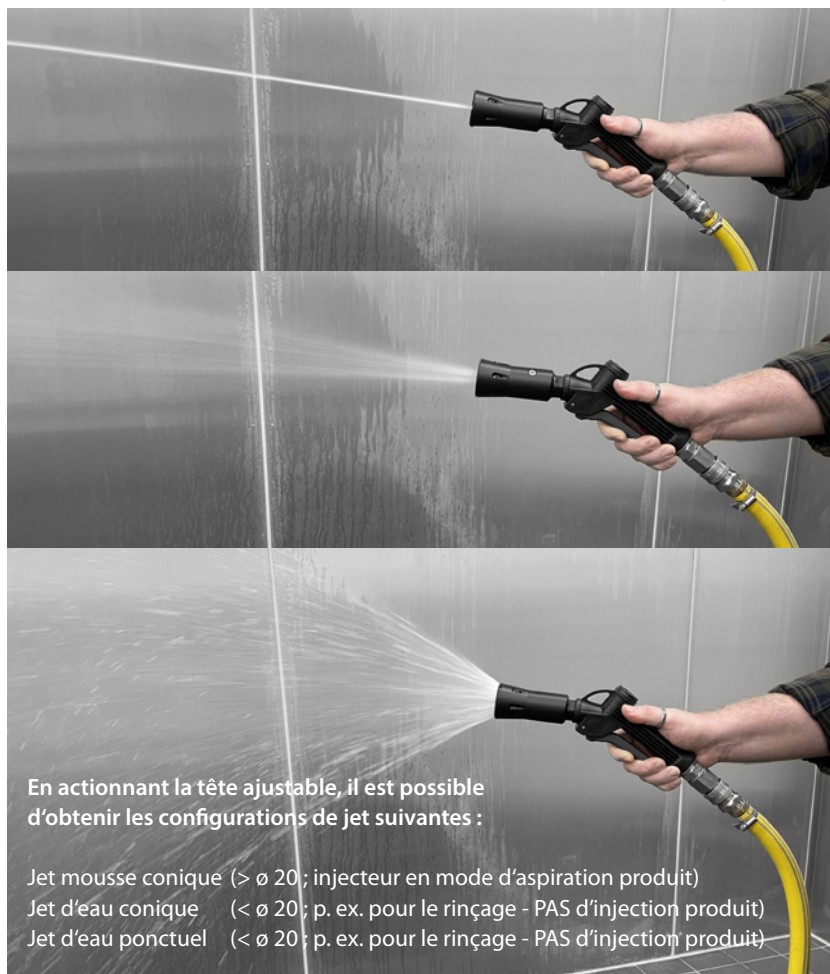 En actionnant la tête ajustable, il est possible
d‘obtenir les configurations de jet suivantes :
Jet mousse conique (> ø 20 ; injecteur en mode d‘aspiration produit)
Jet d‘eau conique (< ø 20 ; p. ex. pour le rinçage - PAS d‘injection produit)
Jet d‘eau ponctuel (< ø 20 ; p. ex. pour le rinçage - PAS d‘injection produit)